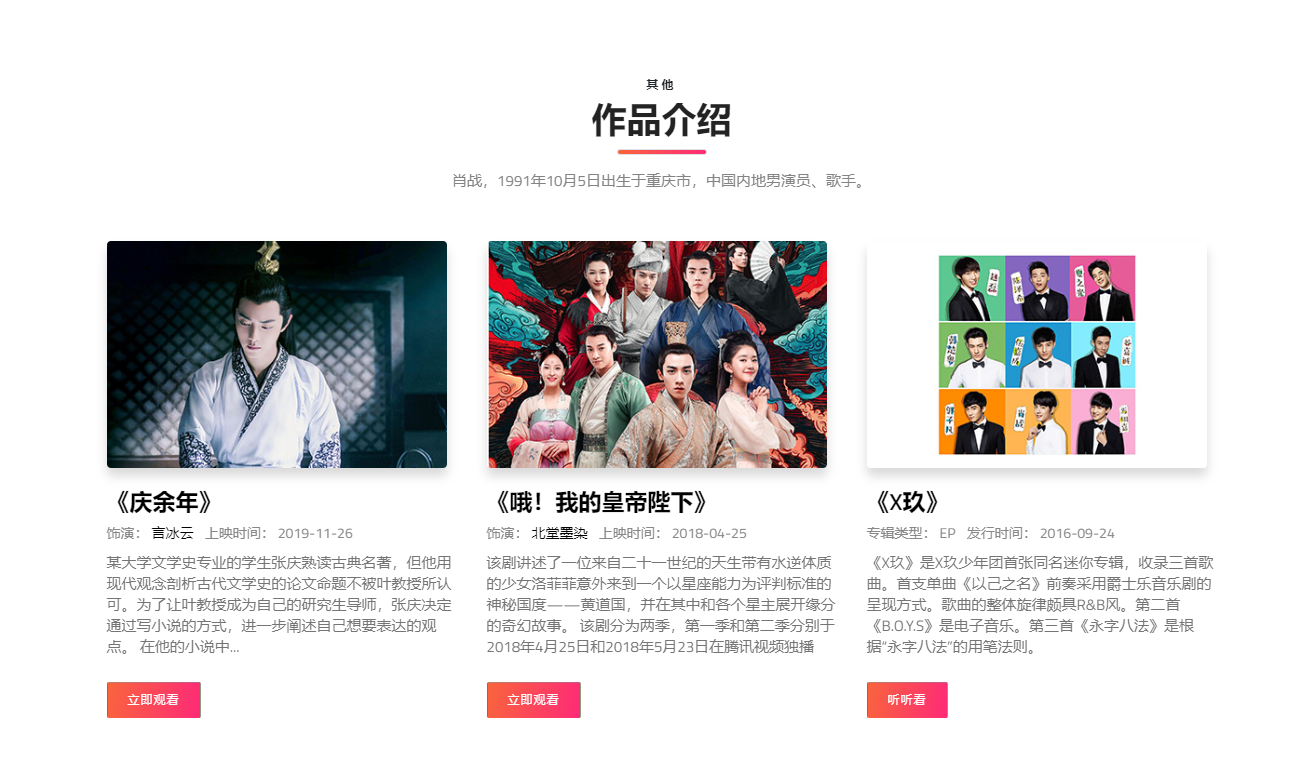 其他
作品介绍
肖战，1991年10月5日出生于重庆市，中国内地男演员、歌手。
《庆余年》
饰演： 言冰云 上映时间： 2019-11-26
某大学文学史专业的学生张庆熟读古典名著，但他用
现代观念剖析古代文学史的论文命题不被叶教授所认
可。为了让叶教授成为自己的研究生导师，张庆决定
通过写小说的方式，进一步阐述自己想要表达的观
点。 在他的小说中...
立即观看
《哦！我的皇帝陛下》
饰演： 北堂墨染 上映时间： 2018-04-25
该剧讲述了一位来自二十一世纪的天生带有水逆体质
的少女洛菲菲意外来到一个以星座能力为评判标准的
神秘国度——黄道国，并在其中和各个星主展开缘分
的奇幻故事。 该剧分为两季，第一季和第二季分别于
2018年4月25日和2018年5月23日在腾讯视频独播
立即观看
《X玖》
专辑类型： EP 发行时间： 2016-09-24
《X玖》是X玖少年团首张同名迷你专辑，收录三首歌
曲。首支单曲《以己之名》前奏采用爵士乐音乐剧的
呈现方式。歌曲的整体旋律颇具R&B风。第二首
《B.O.Y.S》是电子音乐。第三首《永字八法》是根
据“永字八法”的用笔法则。
听听看